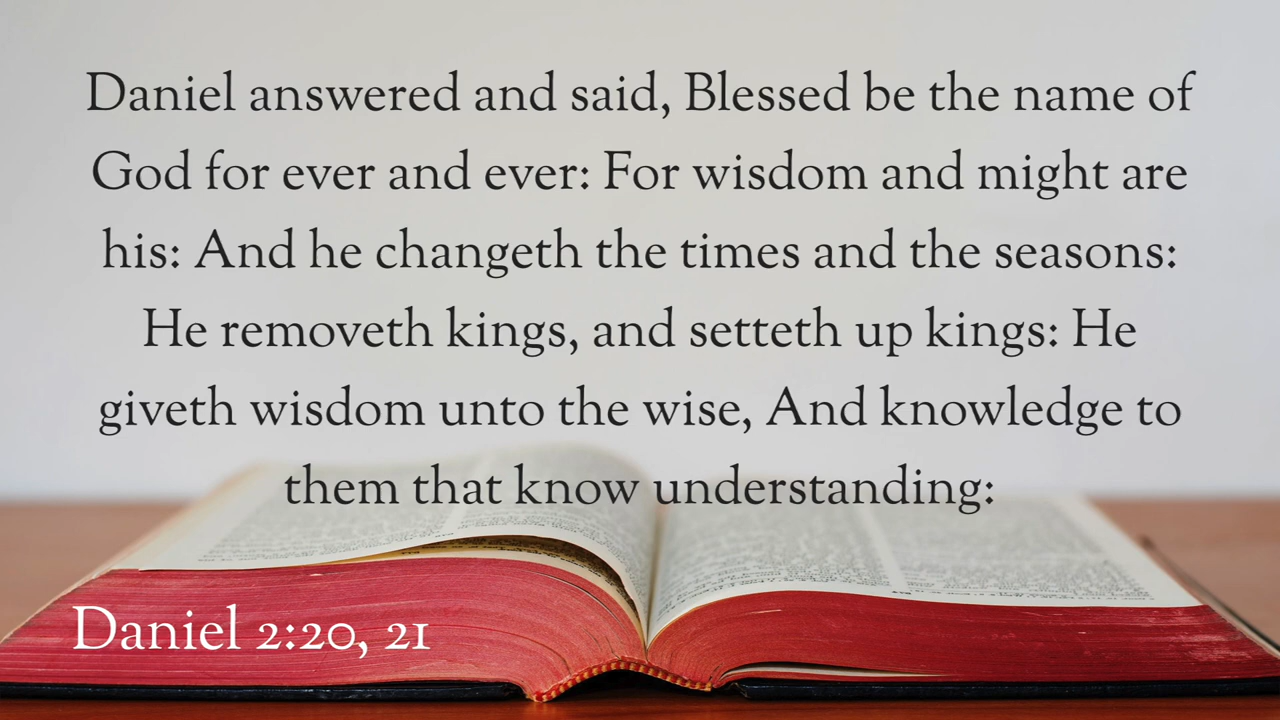 Daniel answered and said, Blessed be the name of
God for ever and ever: For wisdom and might are
his: And he changeth the times and the seasons:
He removeth kings, and setteth up kings: He
giveth wisdom unto the wise, And knowledge to
them that know understanding:
Daniel 2:20, 21